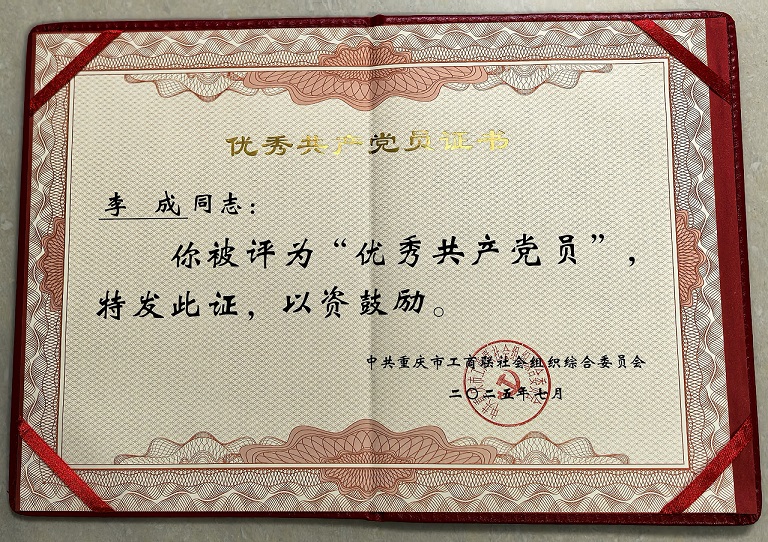 优秀共产党员证书
李 成 同志：
你被评为“优秀共产党员”，
特发此证，以资鼓励。
中共重庆市工商联社会组织综合委员会
二〇二五年七月